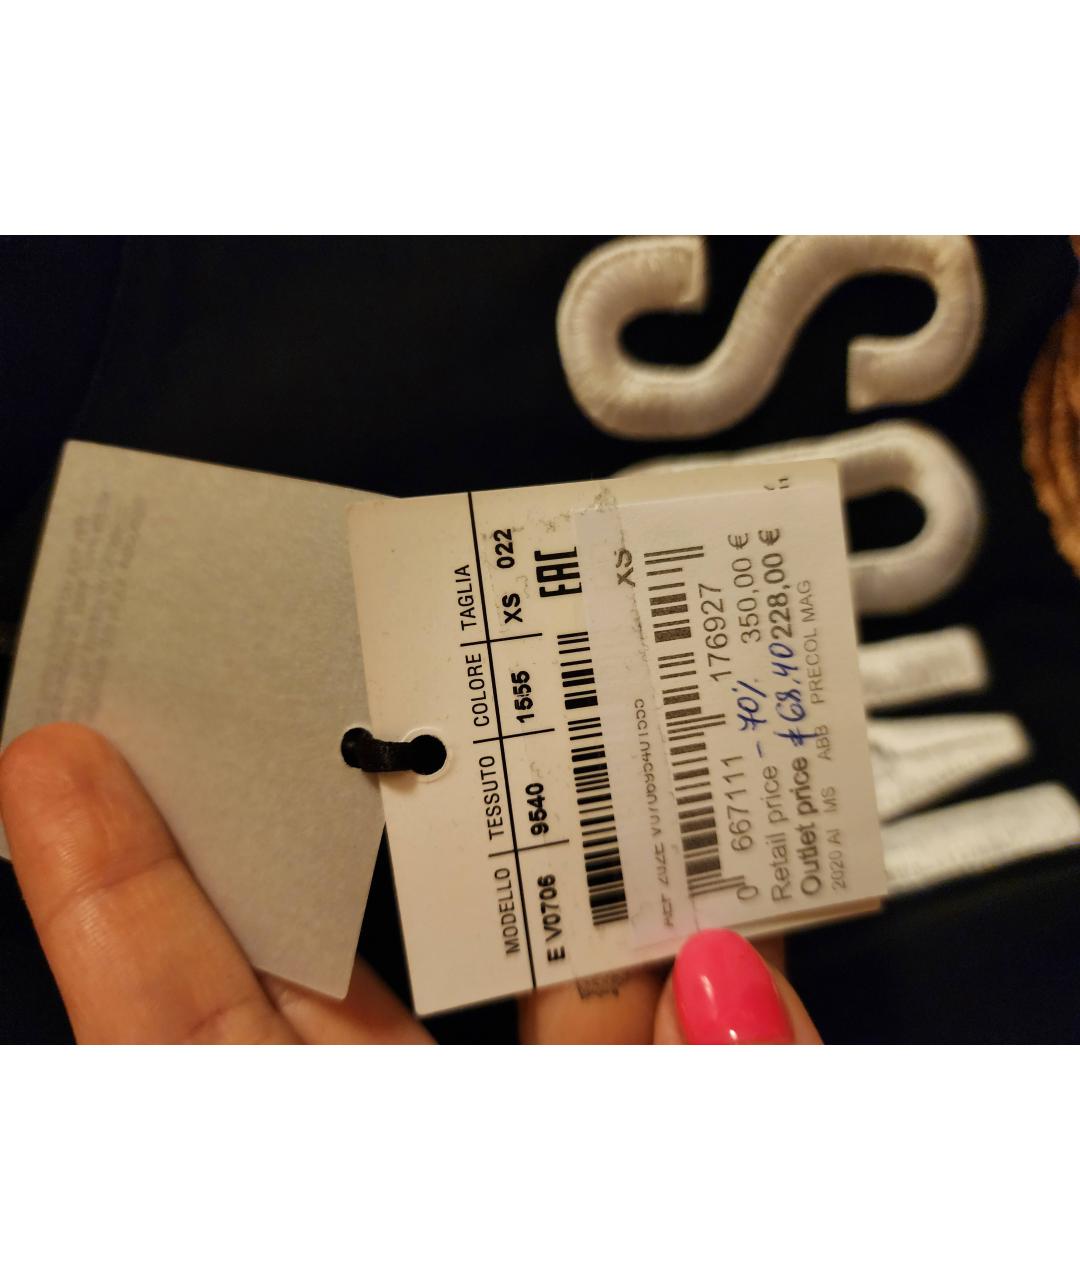 MODELLO | TESSUTO | COLORE | TAGLIA
E V0706 9540 1555 XS 022
EAC
XS
0 667111 176927
Retail price 350,00 €
-70%
Outlet price 228,00 €
€68,40
2020 AI MS ABB PRECOL MAG